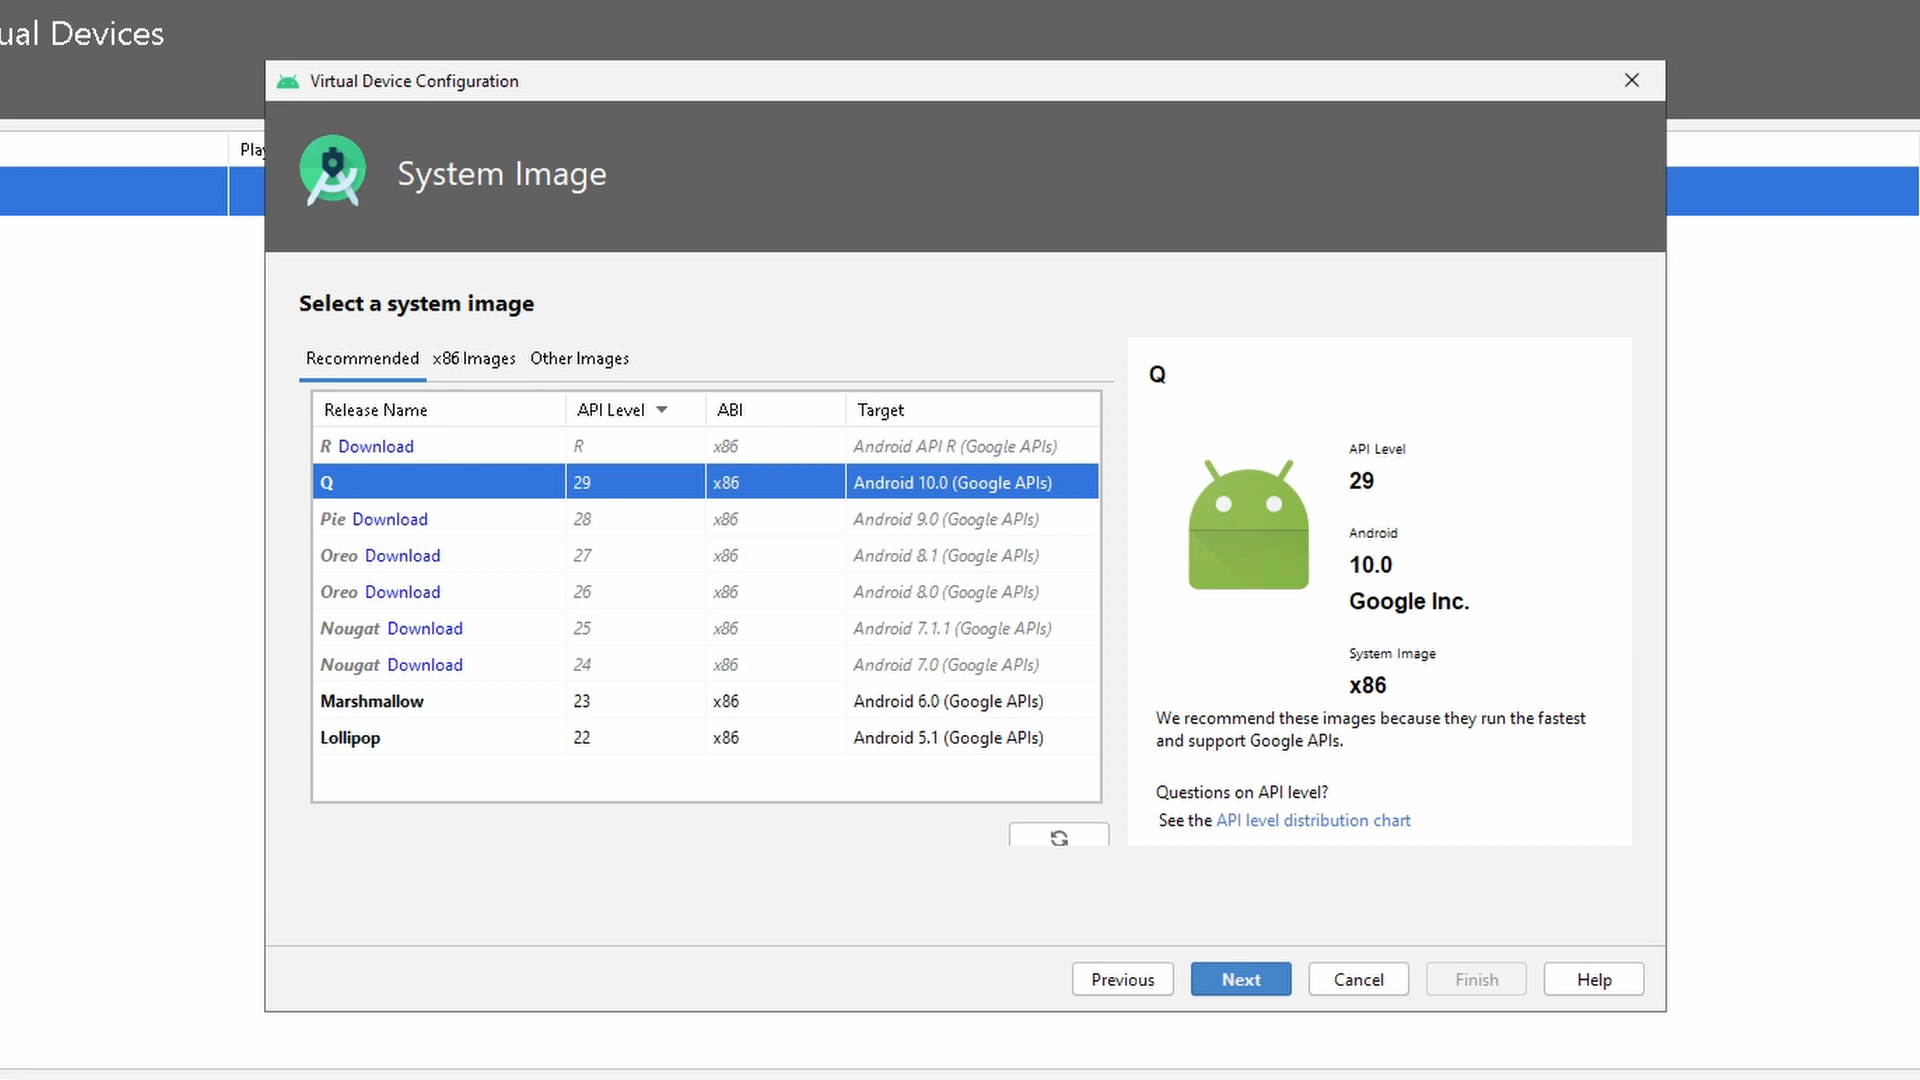 ual Devices
Virtual Device Configuration
Play
System Image
Select a system image
Recommended x86 Images Other Images
Release Name API Level ABI Target
R Download R x86 Android API R (Google APIs)
Q 29 x86 Android 10.0 (Google APIs)
Pie Download 28 x86 Android 9.0 (Google APIs)
Oreo Download 27 x86 Android 8.1 (Google APIs)
Oreo Download 26 x86 Android 8.0 (Google APIs)
Nougat Download 25 x86 Android 7.1.1 (Google APIs)
Nougat Download 24 x86 Android 7.0 (Google APIs)
Marshmallow 23 x86 Android 6.0 (Google APIs)
Lollipop 22 x86 Android 5.1 (Google APIs)
Q
API Level
29
Android
10.0
Google Inc.
System Image
x86
We recommend these images because they run the fastest
and support Google APIs.
Questions on API level?
See the API level distribution chart
Previous Next Cancel Finish Help